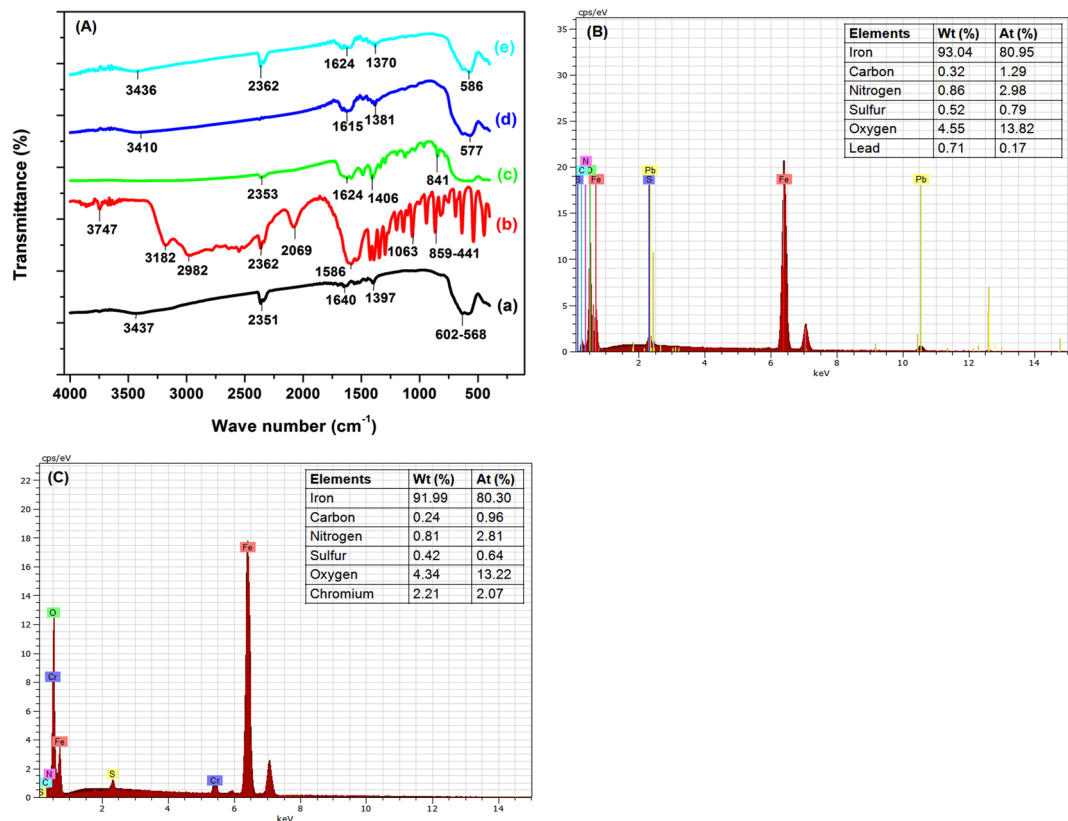 (A)
Transmittance (%)
(e)
3436
2362
1624
1370
586
(d)
3410
1615
1381
577
(c)
2353
1624
1406
841
(b)
3747
3182
2982
2362
2069
1586
1063
859-441
(a)
3437
2351
1640
1397
602-568
4000 3500 3000 2500 2000 1500 1000 500
Wave number (cm⁻¹)
cps/eV
(B)
35
30
25
20
15
10
5
0
Elements Wt (%) At (%)
Iron 93.04 80.95
Carbon 0.32 1.29
Nitrogen 0.86 2.98
Sulfur 0.52 0.79
Oxygen 4.55 13.82
Lead 0.71 0.17
N
C O
S Fe
Pb
S
Fe
Pb
2 4 6 8 10 12 14
keV
cps/eV
(C)
22
20
18
16
14
12
10
8
6
4
2
0
Elements Wt (%) At (%)
Iron 91.99 80.30
Carbon 0.24 0.96
Nitrogen 0.81 2.81
Sulfur 0.42 0.64
Oxygen 4.34 13.22
Chromium 2.21 2.07
O
Cr
Fe
N
C
S
S
Cr
Fe
2 4 6 8 10 12 14
keV